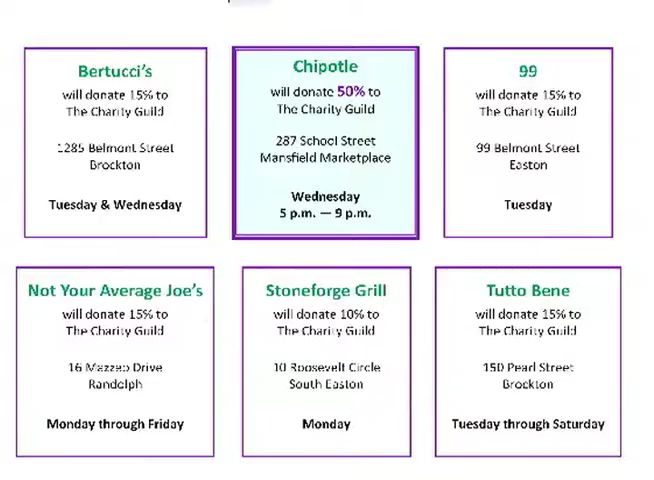 Bertucci's
will donate 15% to
The Charity Guild
1285 Belmont Street
Brockton
Tuesday & Wednesday
Chipotle
will donate 50% to
The Charity Guild
287 School Street
Mansfield Marketplace
Wednesday
5 p.m. — 9 p.m.
99
will donate 15% to
The Charity Guild
99 Belmont Street
Easton
Tuesday
Not Your Average Joe's
will donate 15% to
The Charity Guild
16 Mazzeo Drive
Randolph
Monday through Friday
Stoneforge Grill
will donate 10% to
The Charity Guild
10 Roosevelt Circle
South Easton
Monday
Tutto Bene
will donate 15% to
The Charity Guild
150 Pearl Street
Brockton
Tuesday through Saturday